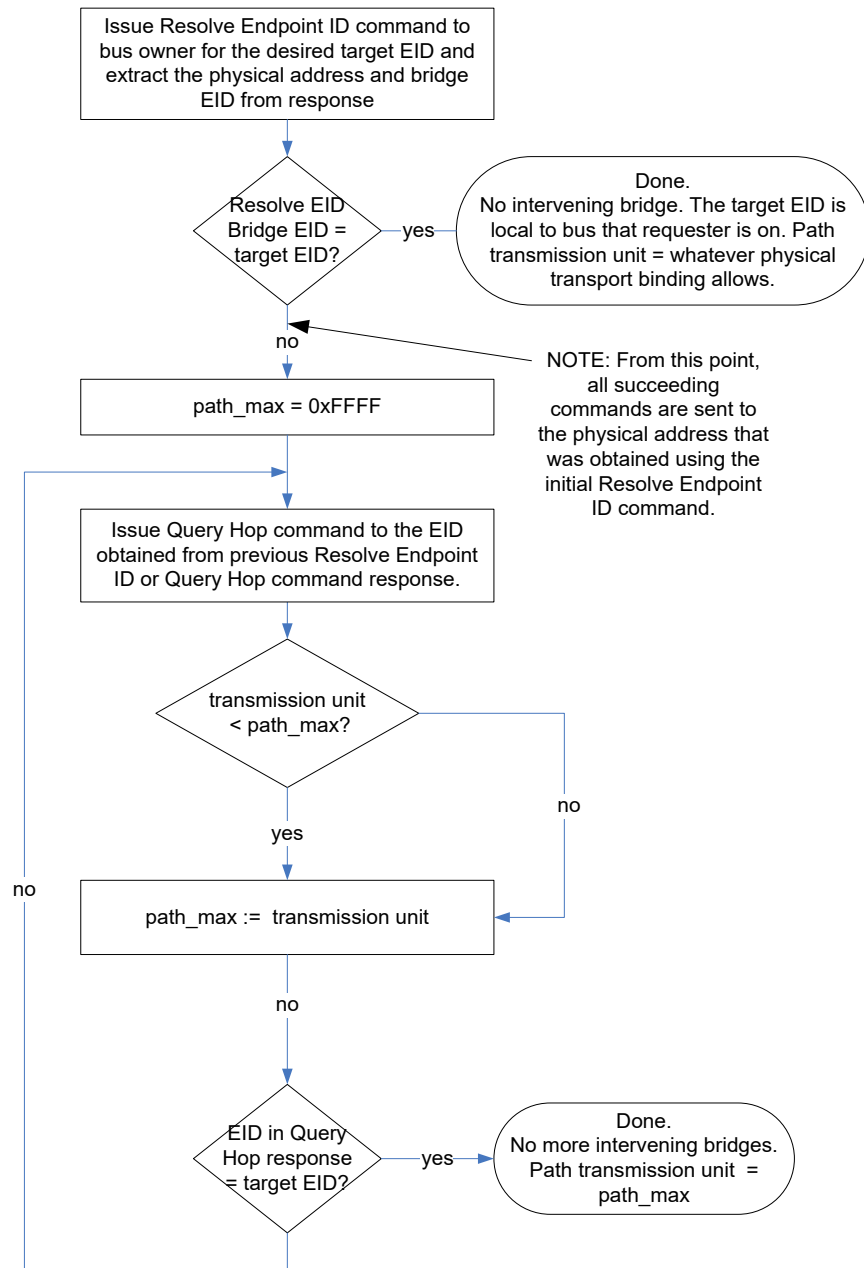 Issue Resolve Endpoint ID command to
bus owner for the desired target EID and
extract the physical address and bridge
EID from response
Resolve EID
Bridge EID =
target EID?
yes
Done.
No intervening bridge. The target EID is
local to bus that requester is on. Path
transmission unit = whatever physical
transport binding allows.
no
NOTE: From this point,
all succeeding
commands are sent to
the physical address that
was obtained using the
initial Resolve Endpoint
ID command.
path_max = 0xFFFF
Issue Query Hop command to the EID
obtained from previous Resolve Endpoint
ID or Query Hop command response.
transmission unit
< path_max?
no
yes
no
path_max := transmission unit
no
EID in Query
Hop response
= target EID?
yes
Done.
No more intervening bridges.
Path transmission unit =
path_max